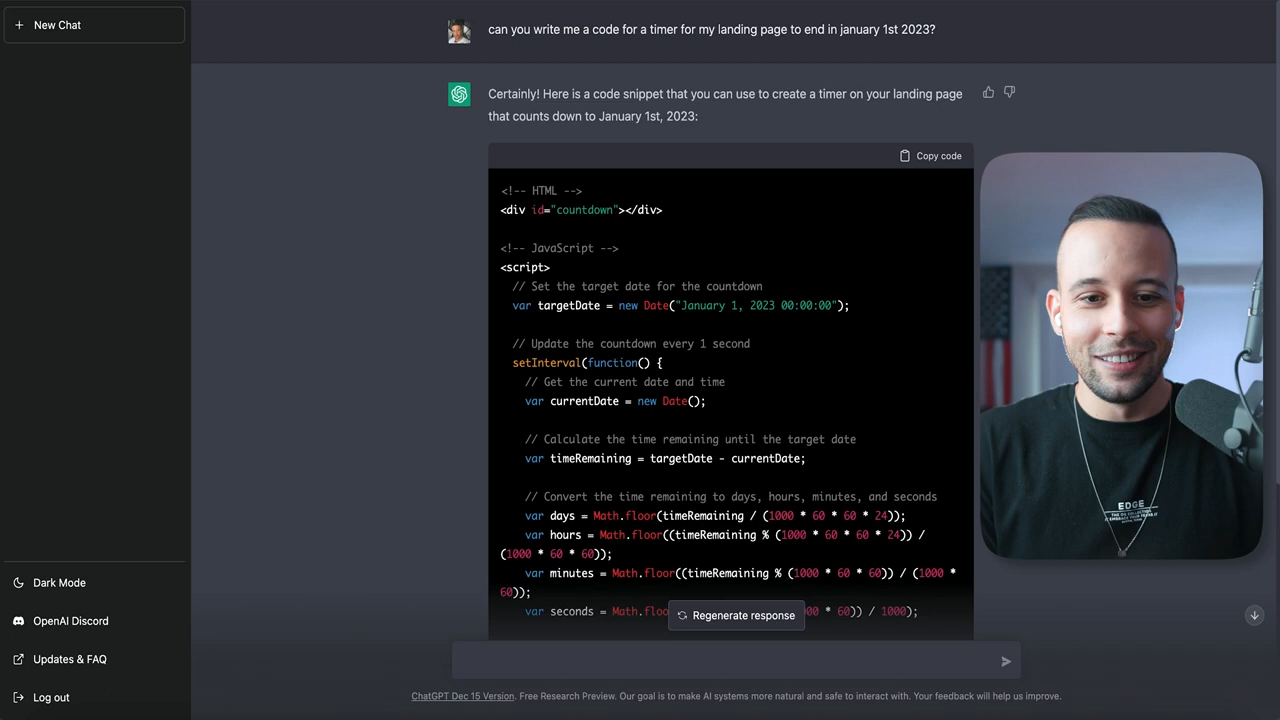 New Chat
can you write me a code for a timer for my landing page to end in january 1st 2023?
Certainly! Here is a code snippet that you can use to create a timer on your landing page
that counts down to January 1st, 2023:
Copy code
<!-- HTML -->
<div id="countdown"></div>
<!-- JavaScript -->
<script>
// Set the target date for the countdown
var targetDate = new Date("January 1, 2023 00:00:00");
// Update the countdown every 1 second
setInterval(function() {
// Get the current date and time
var currentDate = new Date();
// Calculate the time remaining until the target date
var timeRemaining = targetDate - currentDate;
// Convert the time remaining to days, hours, minutes, and seconds
var days = Math.floor(timeRemaining / (1000 * 60 * 60 * 24));
var hours = Math.floor((timeRemaining % (1000 * 60 * 60 * 24)) /
(1000 * 60 * 60));
var minutes = Math.floor((timeRemaining % (1000 * 60 * 60)) / (1000 *
60));
var seconds = Math.floo 00 * 60)) / 1000);
Regenerate response
EDGE
Dark Mode
OpenAI Discord
Updates & FAQ
Log out
ChatGPT Dec 15 Version. Free Research Preview. Our goal is to make AI systems more natural and safe to interact with. Your feedback will help us improve.